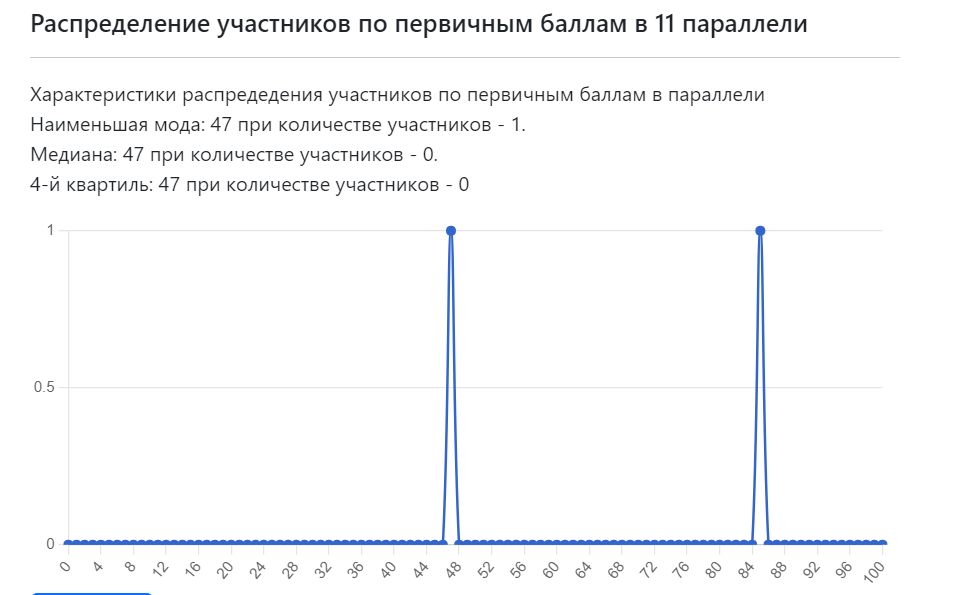 Распределение участников по первичным баллам в 11 параллели
Характеристики распредедения участников по первичным баллам в параллели
Наименьшая мода: 47 при количестве участников - 1.
Медиана: 47 при количестве участников - 0.
4-й квартиль: 47 при количестве участников - 0
1
0.5
0
0 4 8 12 16 20 24 28 32 36 40 44 48 52 56 60 64 68 72 76 80 84 88 92 96 100